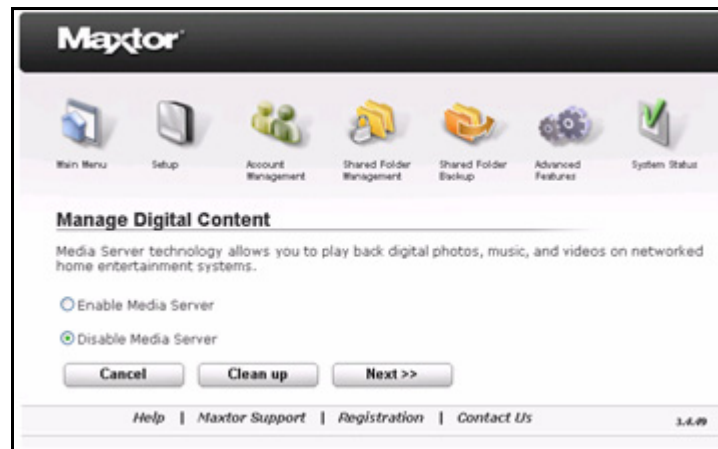 Maxtor
Main Menu
Setup
Account Management
Shared Folder Management
Shared Folder Backup
Advanced Features
System Status
Manage Digital Content
Media Server technology allows you to play back digital photos, music, and videos on networked
home entertainment systems.
Enable Media Server
Disable Media Server
Cancel Clean up Next >>
Help | Maxtor Support | Registration | Contact Us